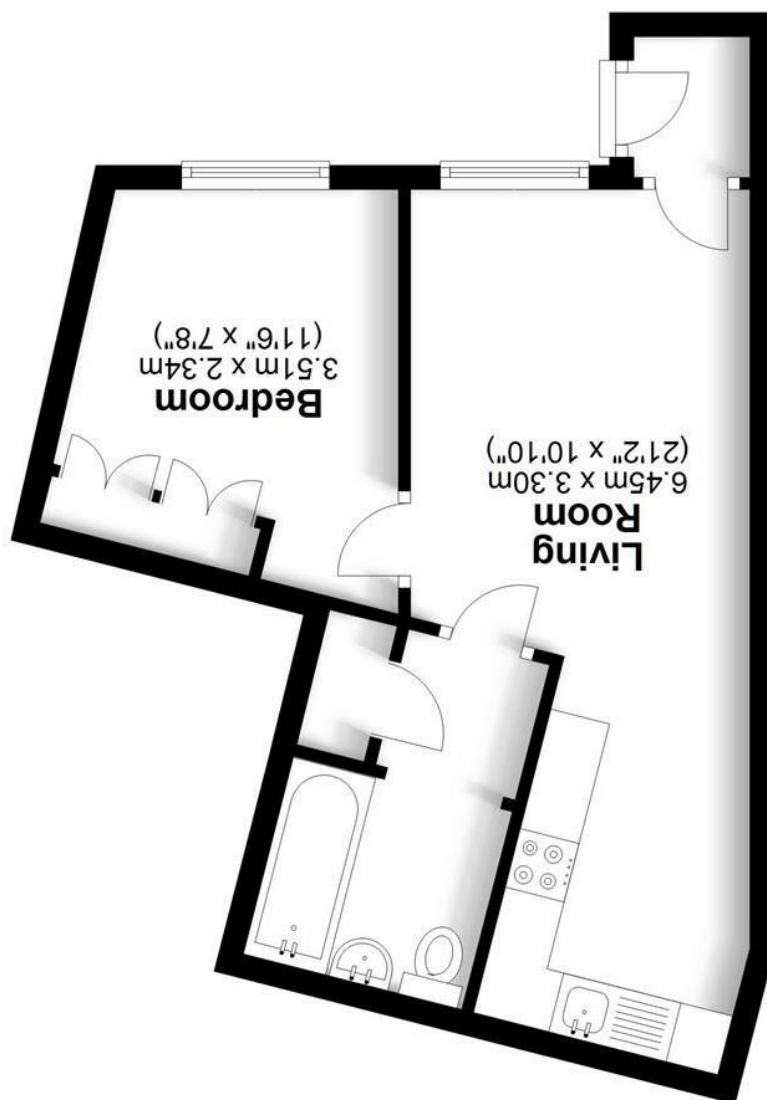 Living
Room
6.45m x 3.30m
(21'2" x 10'10")
Bedroom
3.51m x 2.34m
(11'6" x 7'8")